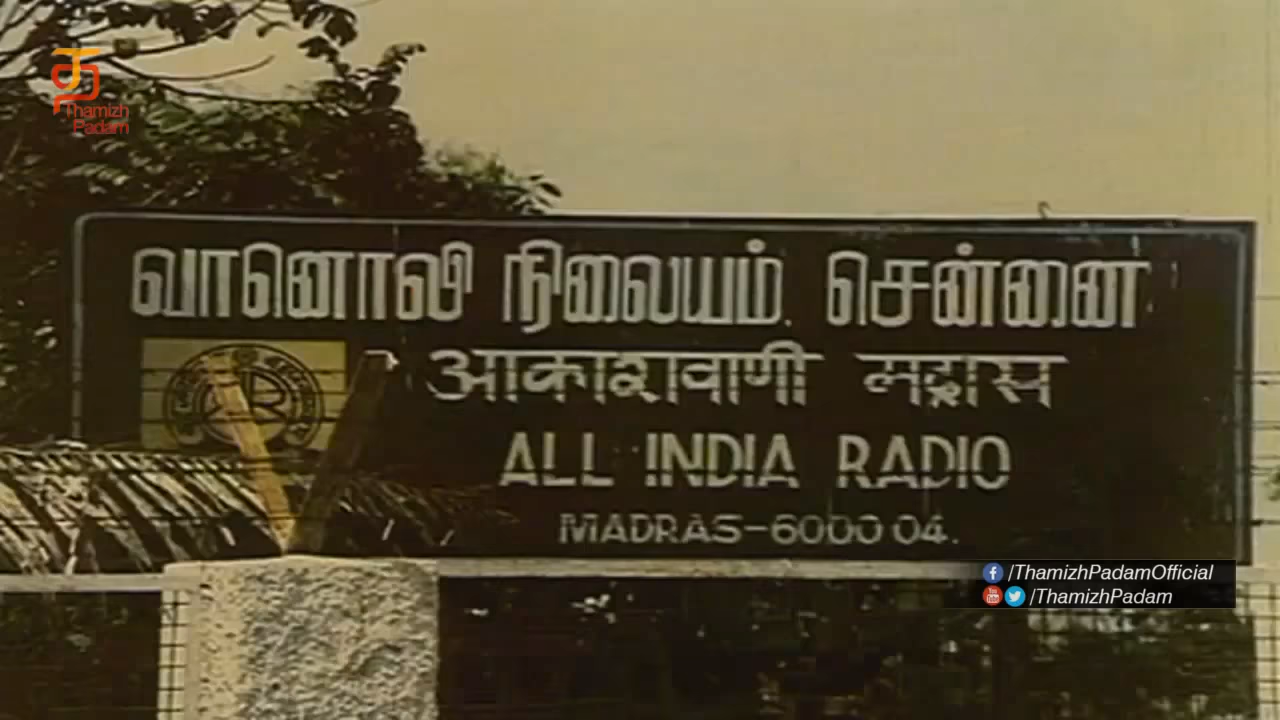 த
Thamizh
Padam
வானொலி நிலையம். சென்னை
आकाशवाणी मद्रास
ALL INDIA RADIO
MADRAS-600004.
/ThamizhPadamOfficial
/ThamizhPadam